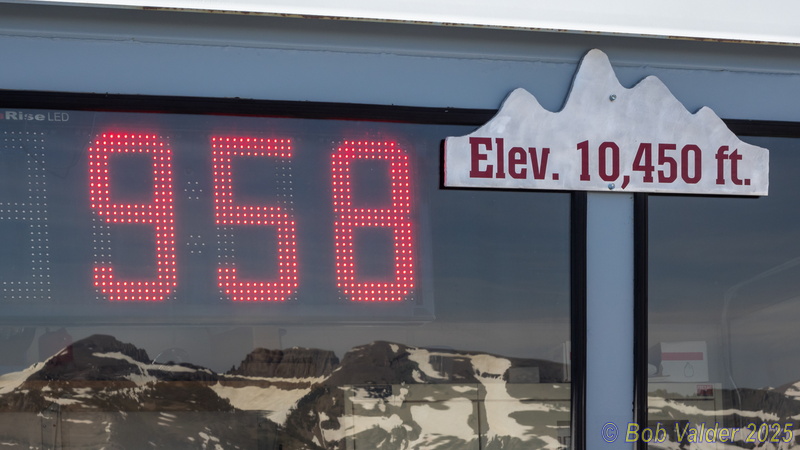 Rise LED
958
Elev. 10,450 ft.
© Bob Valder 2025